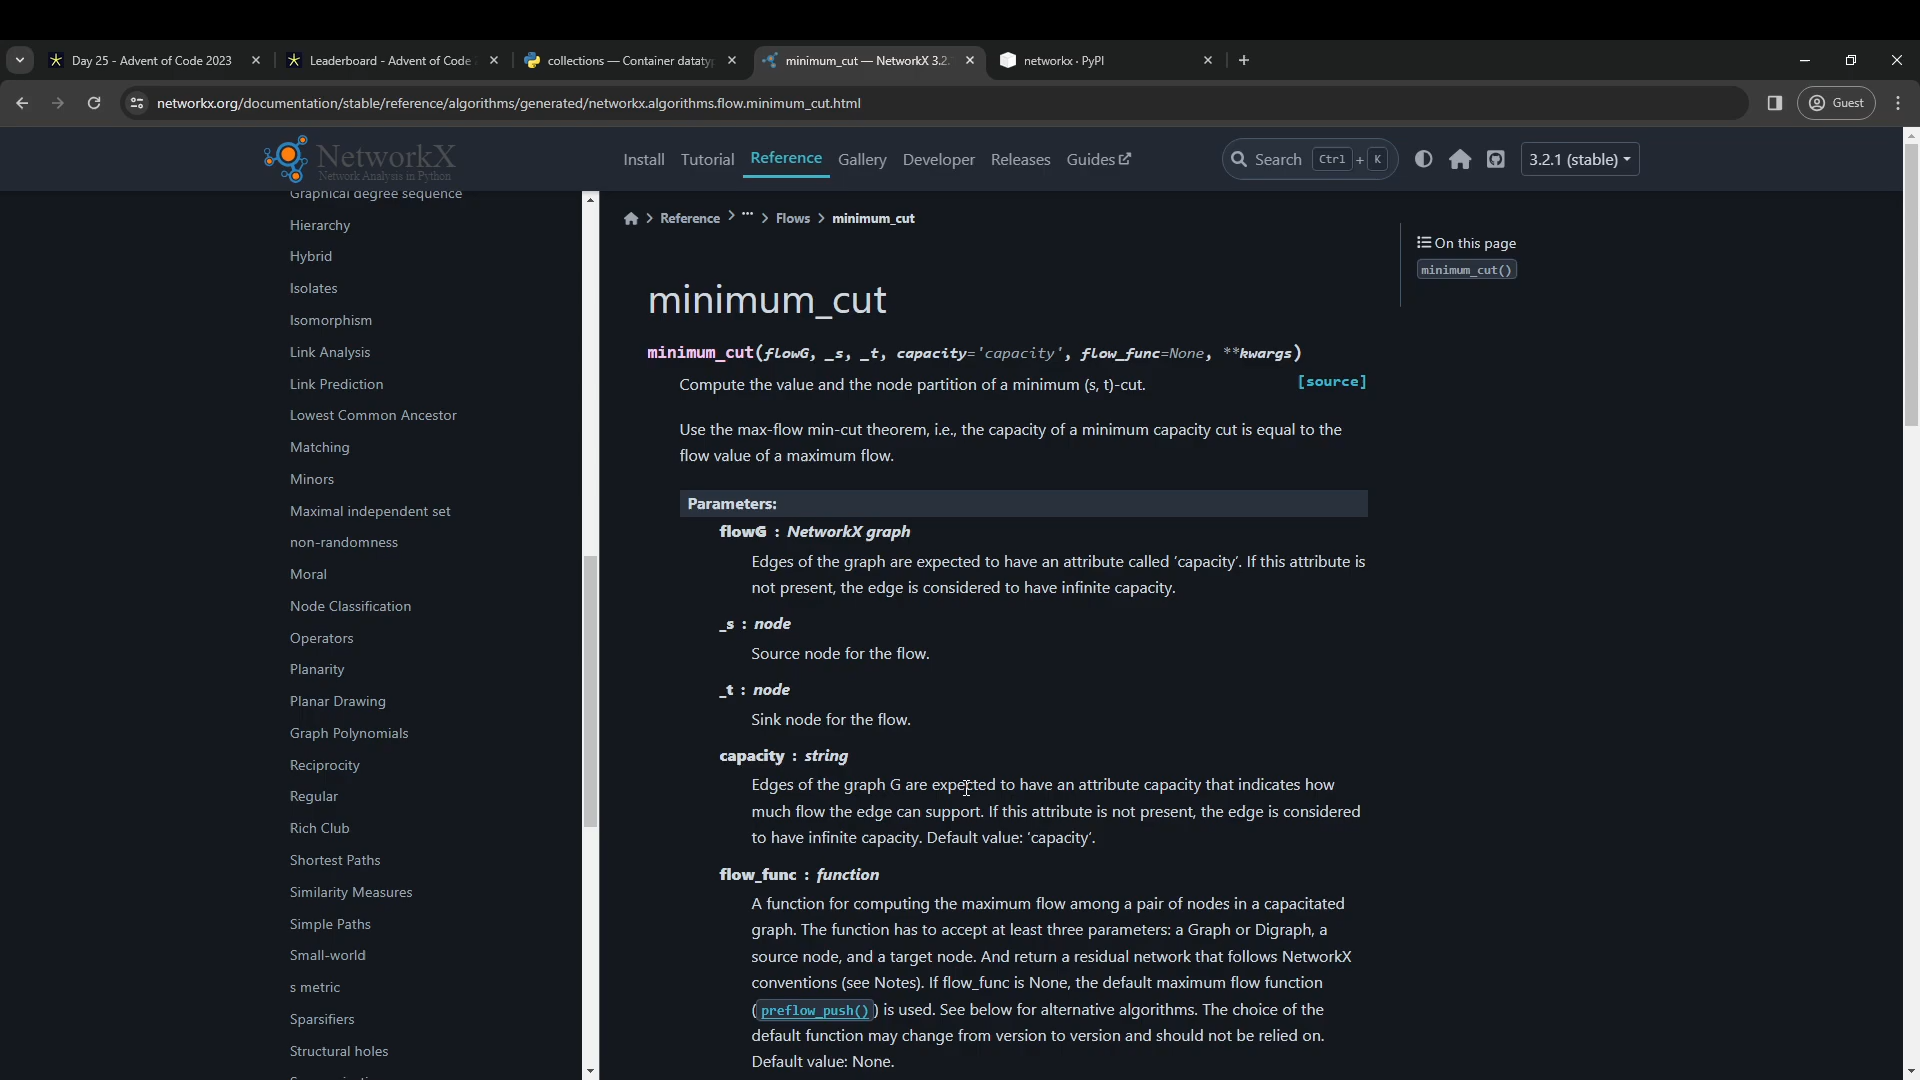 Day 25 - Advent of Code 2023
Leaderboard - Advent of Code
collections — Container dataty
minimum_cut — NetworkX 3.2.
networkx · PyPI
networkx.org/documentation/stable/reference/algorithms/generated/networkx.algorithms.flow.minimum_cut.html
Guest
NetworkX
Network Analysis in Python
Install Tutorial Reference Gallery Developer Releases Guides
Search Ctrl + K
3.2.1 (stable)
Graphical degree sequence
Hierarchy
Hybrid
Isolates
Isomorphism
Link Analysis
Link Prediction
Lowest Common Ancestor
Matching
Minors
Maximal independent set
non-randomness
Moral
Node Classification
Operators
Planarity
Planar Drawing
Graph Polynomials
Reciprocity
Regular
Rich Club
Shortest Paths
Similarity Measures
Simple Paths
Small-world
s metric
Sparsifiers
Structural holes
> Reference > ... > Flows > minimum_cut
minimum_cut
minimum_cut(flowG, _s, _t, capacity='capacity', flow_func=None, **kwargs)
[source]
Compute the value and the node partition of a minimum (s, t)-cut.
Use the max-flow min-cut theorem, i.e., the capacity of a minimum capacity cut is equal to the
flow value of a maximum flow.
Parameters:
flowG : NetworkX graph
Edges of the graph are expected to have an attribute called ‘capacity’. If this attribute is
not present, the edge is considered to have infinite capacity.
_s : node
Source node for the flow.
_t : node
Sink node for the flow.
capacity : string
Edges of the graph G are expected to have an attribute capacity that indicates how
much flow the edge can support. If this attribute is not present, the edge is considered
to have infinite capacity. Default value: ‘capacity’.
flow_func : function
A function for computing the maximum flow among a pair of nodes in a capacitated
graph. The function has to accept at least three parameters: a Graph or Digraph, a
source node, and a target node. And return a residual network that follows NetworkX
conventions (see Notes). If flow_func is None, the default maximum flow function
(preflow_push()) is used. See below for alternative algorithms. The choice of the
default function may change from version to version and should not be relied on.
Default value: None.
On this page
minimum_cut()